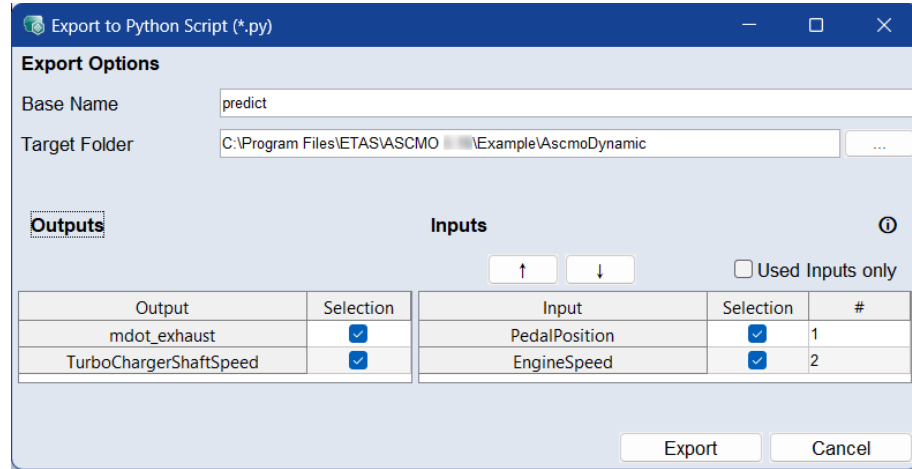 Export to Python Script (*.py)
Export Options
Base Name predict
Target Folder C:\Program Files\ETAS\ASCMO \Example\AscmoDynamic ...
Outputs Inputs
↑ ↓ Used Inputs only
Output Selection Input Selection #
mdot_exhaust PedalPosition 1
TurboChargerShaftSpeed EngineSpeed 2
Export Cancel